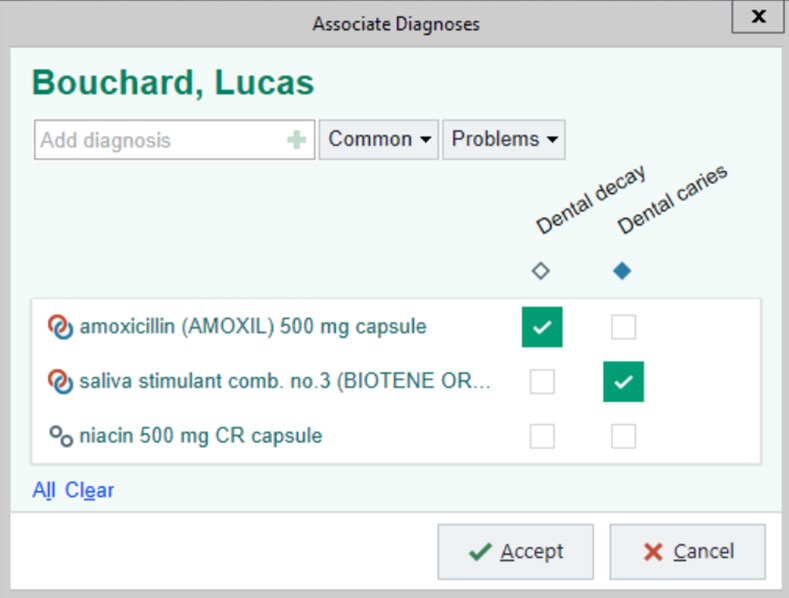 Associate Diagnoses
x
Bouchard, Lucas
Add diagnosis
Common
Problems
Dental decay
Dental caries
amoxicillin (AMOXIL) 500 mg capsule
saliva stimulant comb. no.3 (BIOTENE OR...
niacin 500 mg CR capsule
All Clear
Accept
Cancel